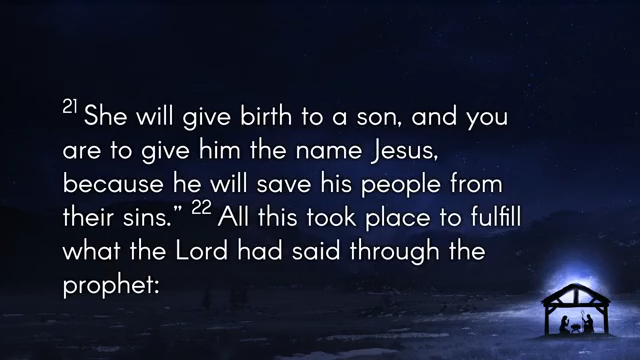 21 She will give birth to a son, and you
are to give him the name Jesus,
because he will save his people from
their sins.” 22 All this took place to fulfill
what the Lord had said through the
prophet: